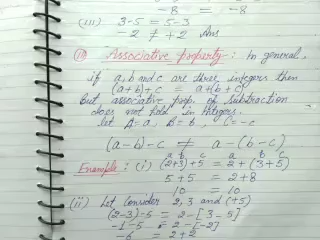 -8 = -8
(iii) 3-5 = 5-3
-2 ≠ +2 Ans
(ii) Associative property:- In general,
if a,b and c are three integers then
(a+b)+c = a+(b+c)
But associative prop. of subtraction
does not hold in integers.
let A=a, B=b, C=-c
(a-b)-c ≠ a-(b-c)
a b c a b c
Example:- (i) (2+3)+5 = 2+(3+5)
5+5 = 2+8
10 = 10
(ii) Let Consider 2, 3 and (+5)
(2-3)-5 = 2-[3-5]
-1-5 = 2-[-2]
-6 = 2+2